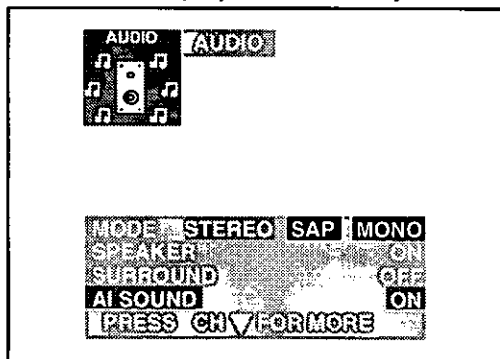 AUDIO AUDIO
MODE STEREO SAP MONO
SPEAKER ON
SURROUND OFF
AI SOUND ON
PRESS CH▽FOR MORE